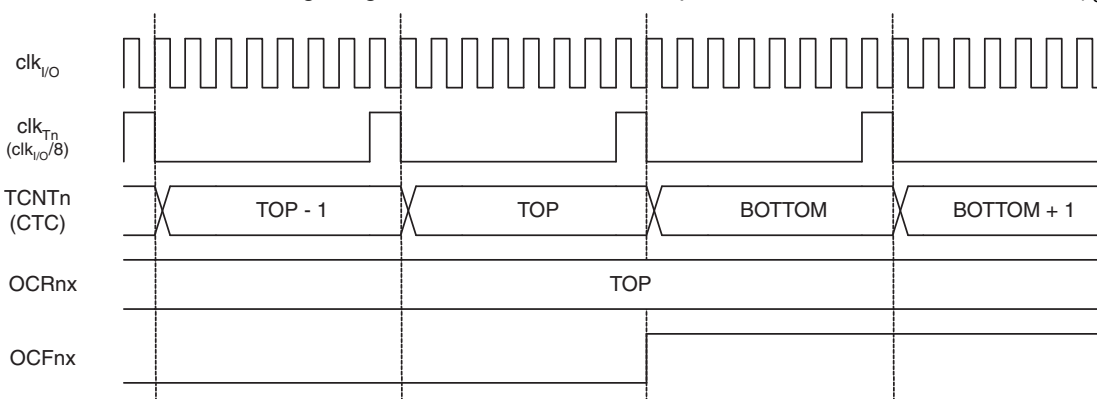 clkI/O
clkTn
(clkI/O/8)
TCNTn
(CTC)
TOP - 1
TOP
BOTTOM
BOTTOM + 1
OCRnx
TOP
OCFnx